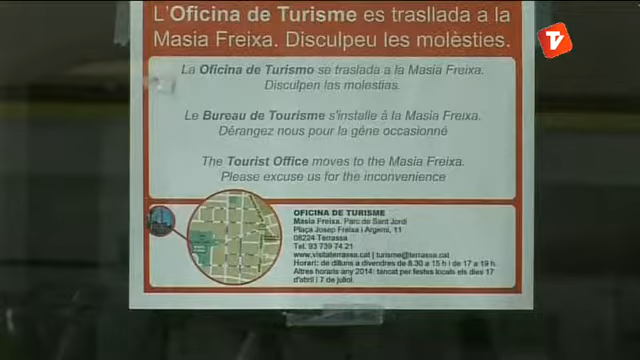 L'Oficina de Turisme es trasllada a la
Masia Freixa. Disculpeu les molèsties.
La Oficina de Turismo se traslada a la Masia Freixa.
Disculpen las molestias.
Le Bureau de Tourisme s'installe à la Masia Freixa.
Dérangez nous pour la gêne occasionné
The Tourist Office moves to the Masia Freixa.
Please excuse us for the inconvenience
OFICINA DE TURISME
Masia Freixa. Parc de Sant Jordi
Plaça Josep Freixa i Argemí, 11
08224 Terrassa
Tel. 93 739 74 21
www.visitaterrassa.cat | turisme@terrassa.cat
Horari: de dilluns a divendres de 8.30 a 15 h i de 17 a 19 h.
Altres horaris any 2014: tancat per festes locals els dies 17
d'abril i 7 de juliol.
TV